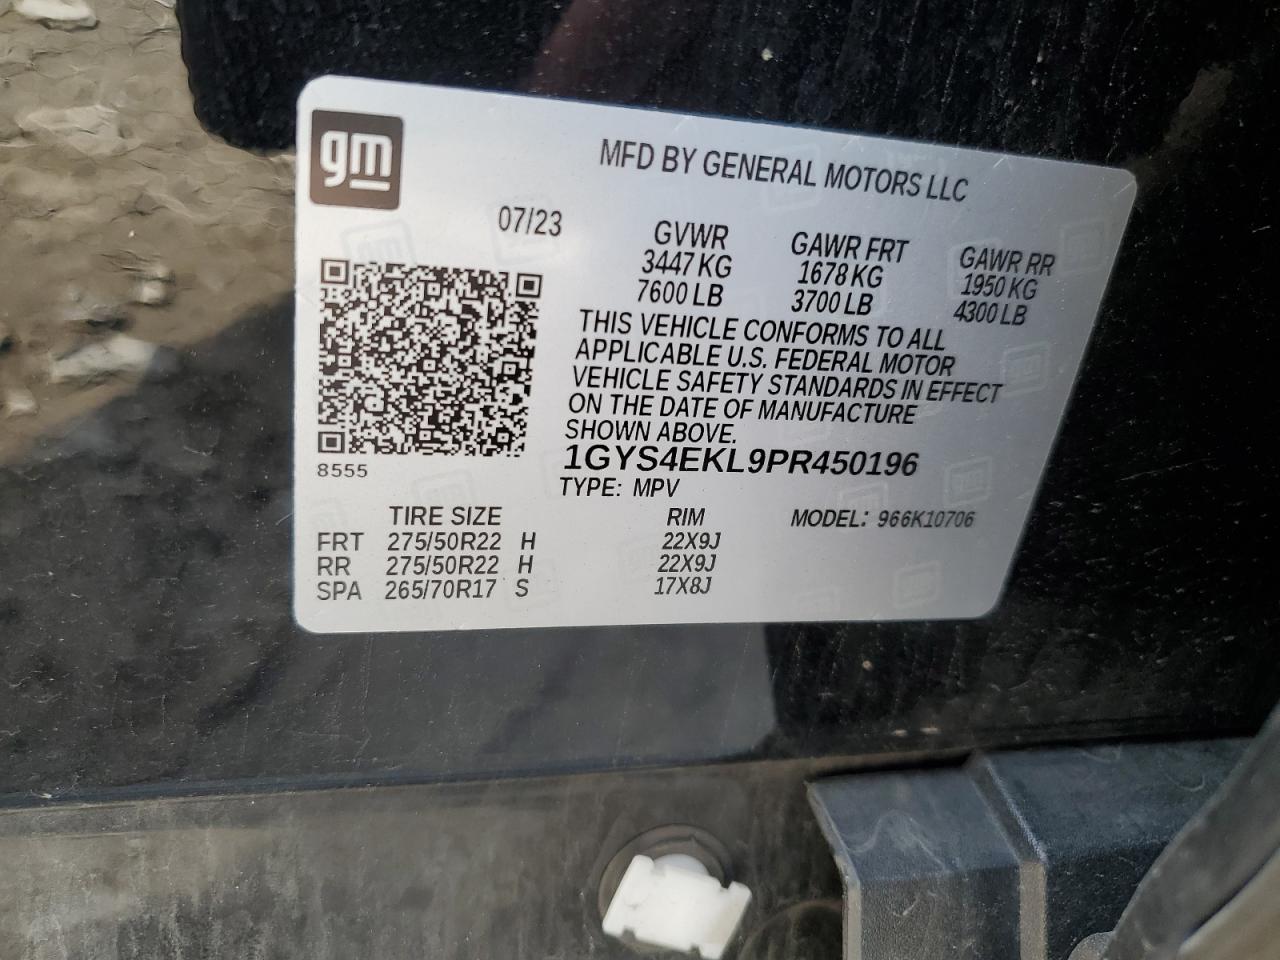 gm
MFD BY GENERAL MOTORS LLC
07/23
GVWR GAWR FRT GAWR RR
3447 KG 1678 KG 1950 KG
7600 LB 3700 LB 4300 LB
THIS VEHICLE CONFORMS TO ALL
APPLICABLE U.S. FEDERAL MOTOR
VEHICLE SAFETY STANDARDS IN EFFECT
ON THE DATE OF MANUFACTURE
SHOWN ABOVE.
1GYS4EKL9PR450196
8555
TYPE: MPV
TIRE SIZE RIM MODEL: 966K10706
FRT 275/50R22 H 22X9J
RR 275/50R22 H 22X9J
SPA 265/70R17 S 17X8J